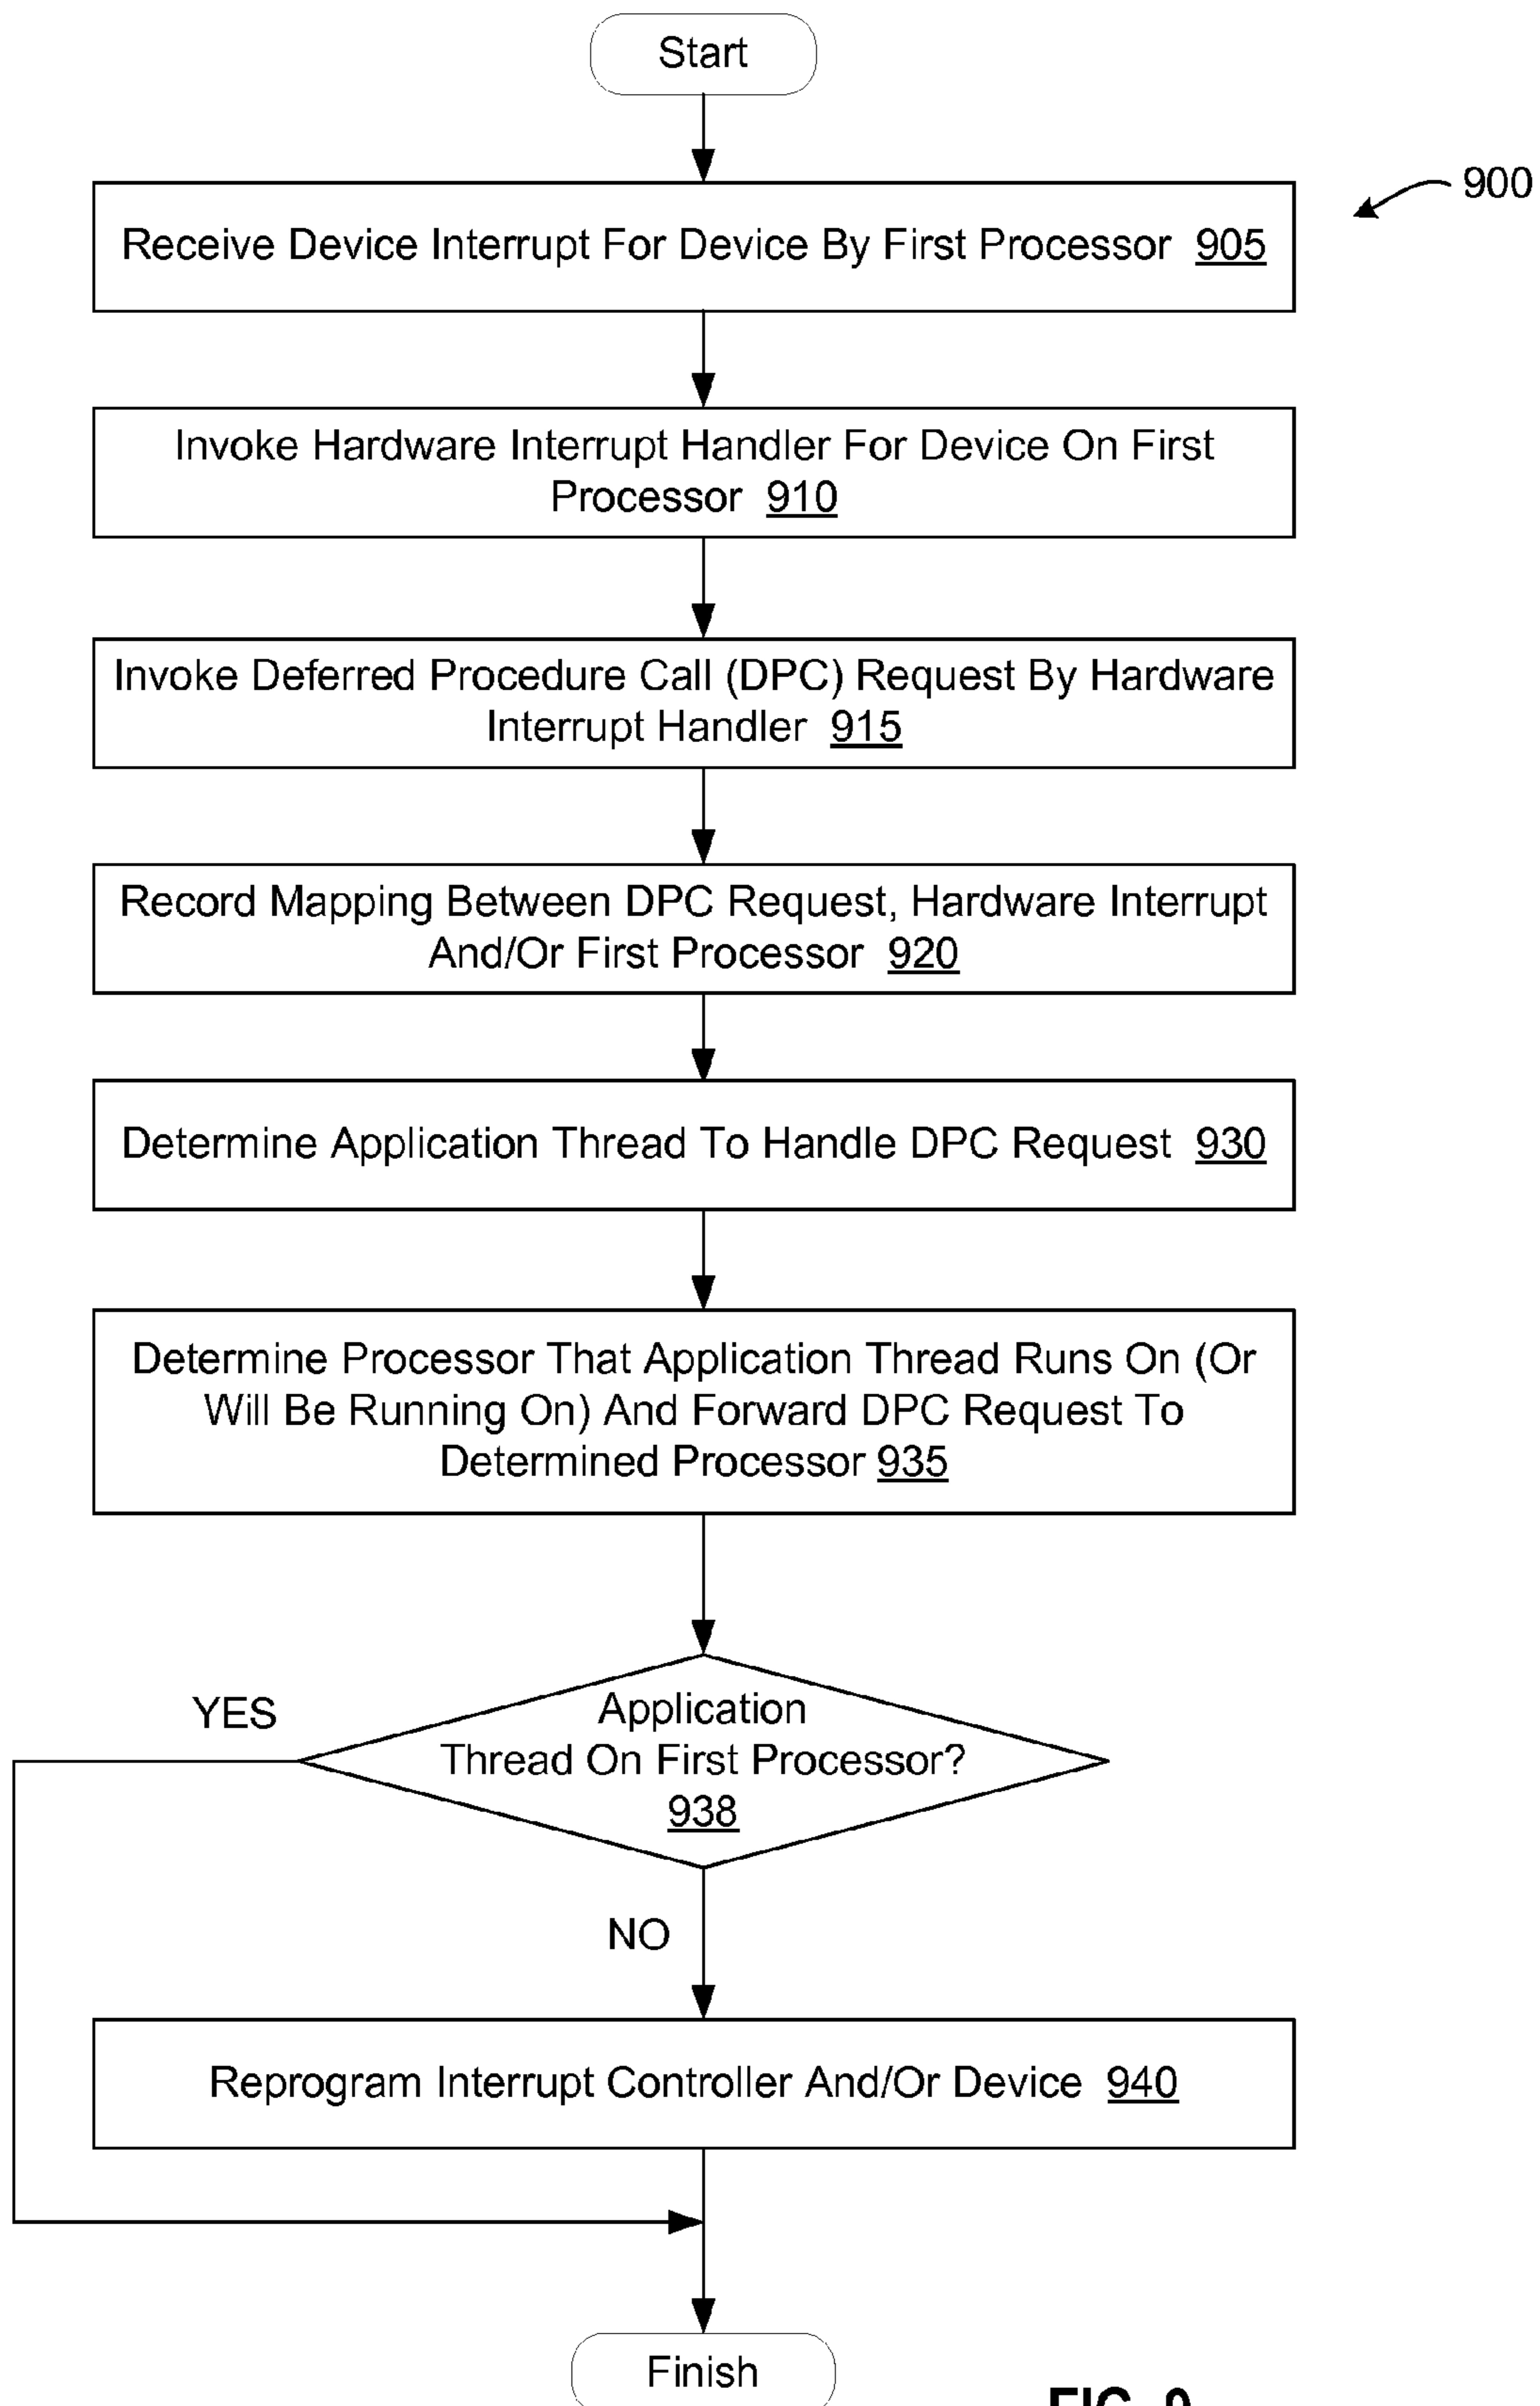 Start
900
Receive Device Interrupt For Device By First Processor 905
Invoke Hardware Interrupt Handler For Device On First
Processor 910
Invoke Deferred Procedure Call (DPC) Request By Hardware
Interrupt Handler 915
Record Mapping Between DPC Request, Hardware Interrupt
And/Or First Processor 920
Determine Application Thread To Handle DPC Request 930
Determine Processor That Application Thread Runs On (Or
Will Be Running On) And Forward DPC Request To
Determined Processor 935
YES
Application
Thread On First Processor?
938
NO
Reprogram Interrupt Controller And/Or Device 940
Finish
FIG. 9